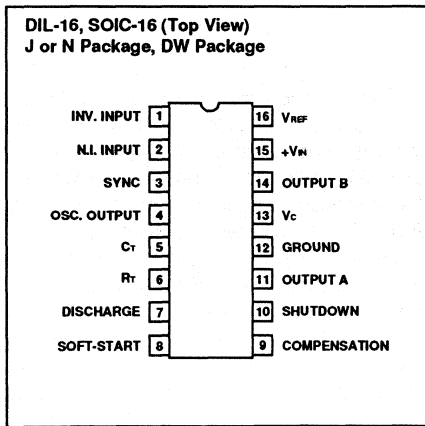 DIL-16, SOIC-16 (Top View)
J or N Package, DW Package
INV. INPUT 1
16 VREF
N.I. INPUT 2
15 +VIN
SYNC 3
14 OUTPUT B
OSC. OUTPUT 4
13 VC
CT 5
12 GROUND
RT 6
11 OUTPUT A
DISCHARGE 7
10 SHUTDOWN
SOFT-START 8
9 COMPENSATION